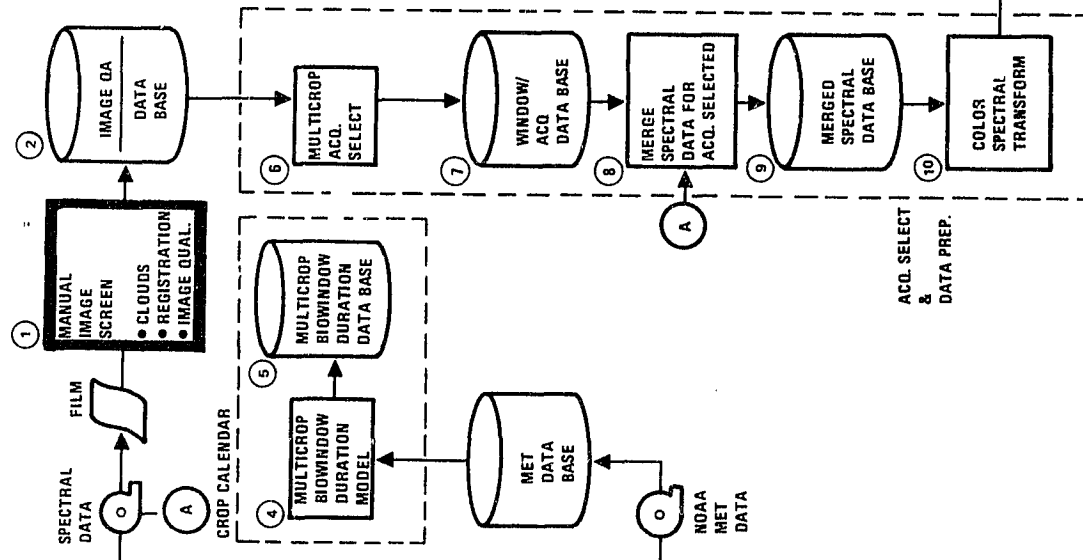 SPECTRAL
DATA
A
FILM
1
MANUAL
IMAGE
SCREEN
• CLOUDS
• REGISTRATION
• IMAGE QUAL.
2
IMAGE QA
DATA
BASE
CROP CALENDAR
4
MULTICROP
BIOWINDOW
DURATION
MODEL
5
MULTICROP
BIOWINDOW
DURATION
DATA BASE
MET
DATA
BASE
NOAA
MET
DATA
6
MULTICROP
ACQ.
SELECT
7
WINDOW/
ACQ
DATA BASE
8
MERGE
SPECTRAL
DATA FOR
ACQ. SELECTED
A
9
MERGED
SPECTRAL
DATA BASE
10
COLOR
SPECTRAL
TRANSFORM
ACQ. SELECT
&
DATA PREP.